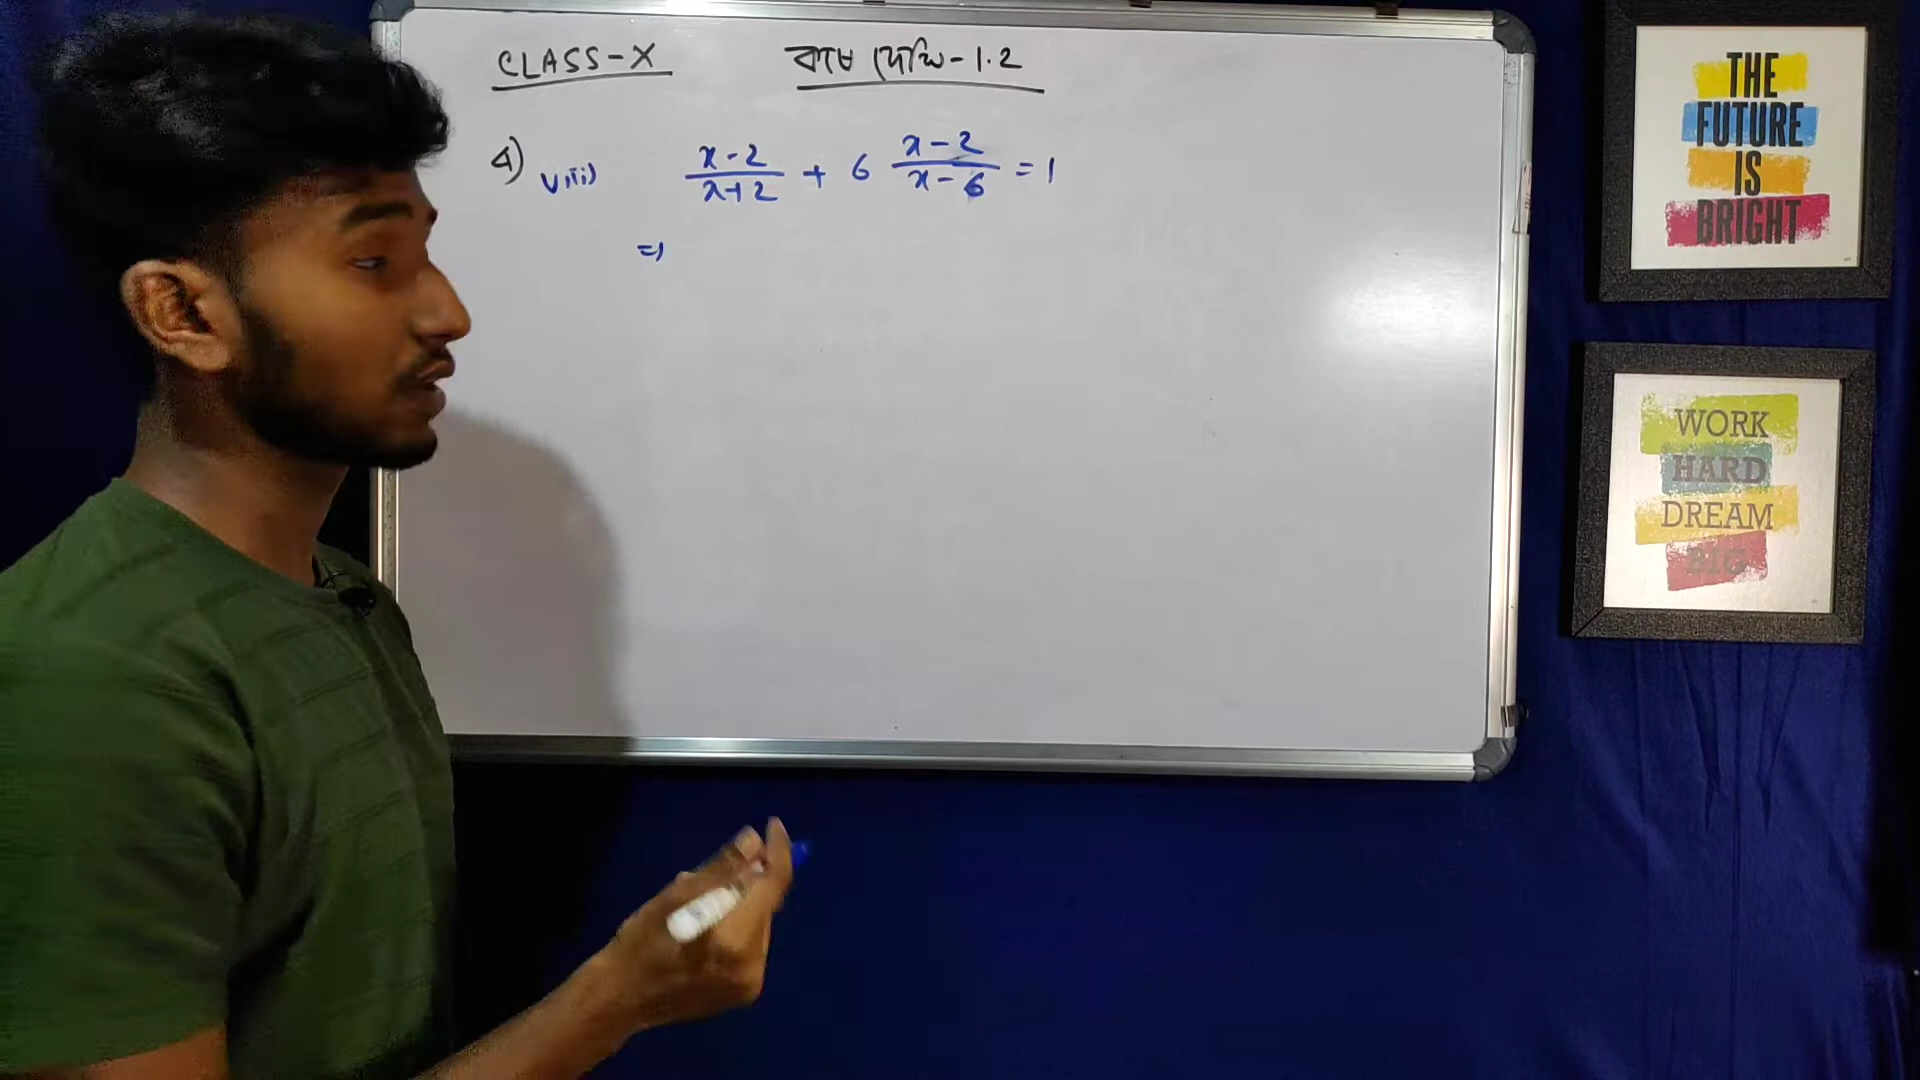 CLASS-X কষে দেখি-1.2
4) viii) x-2/x+2 + 6 x-2/x-6 = 1
⇒
THE
FUTURE
IS
BRIGHT
WORK
HARD
DREAM
BIG